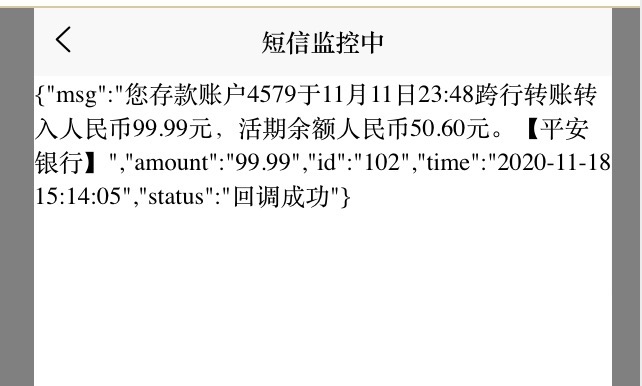 短信监控中
{"msg":"您存款账户4579于11月11日23:48跨行转账转
入人民币99.99元，活期余额人民币50.60元。【平安
银行】","amount":"99.99","id":"102","time":"2020-11-18
15:14:05","status":"回调成功"}